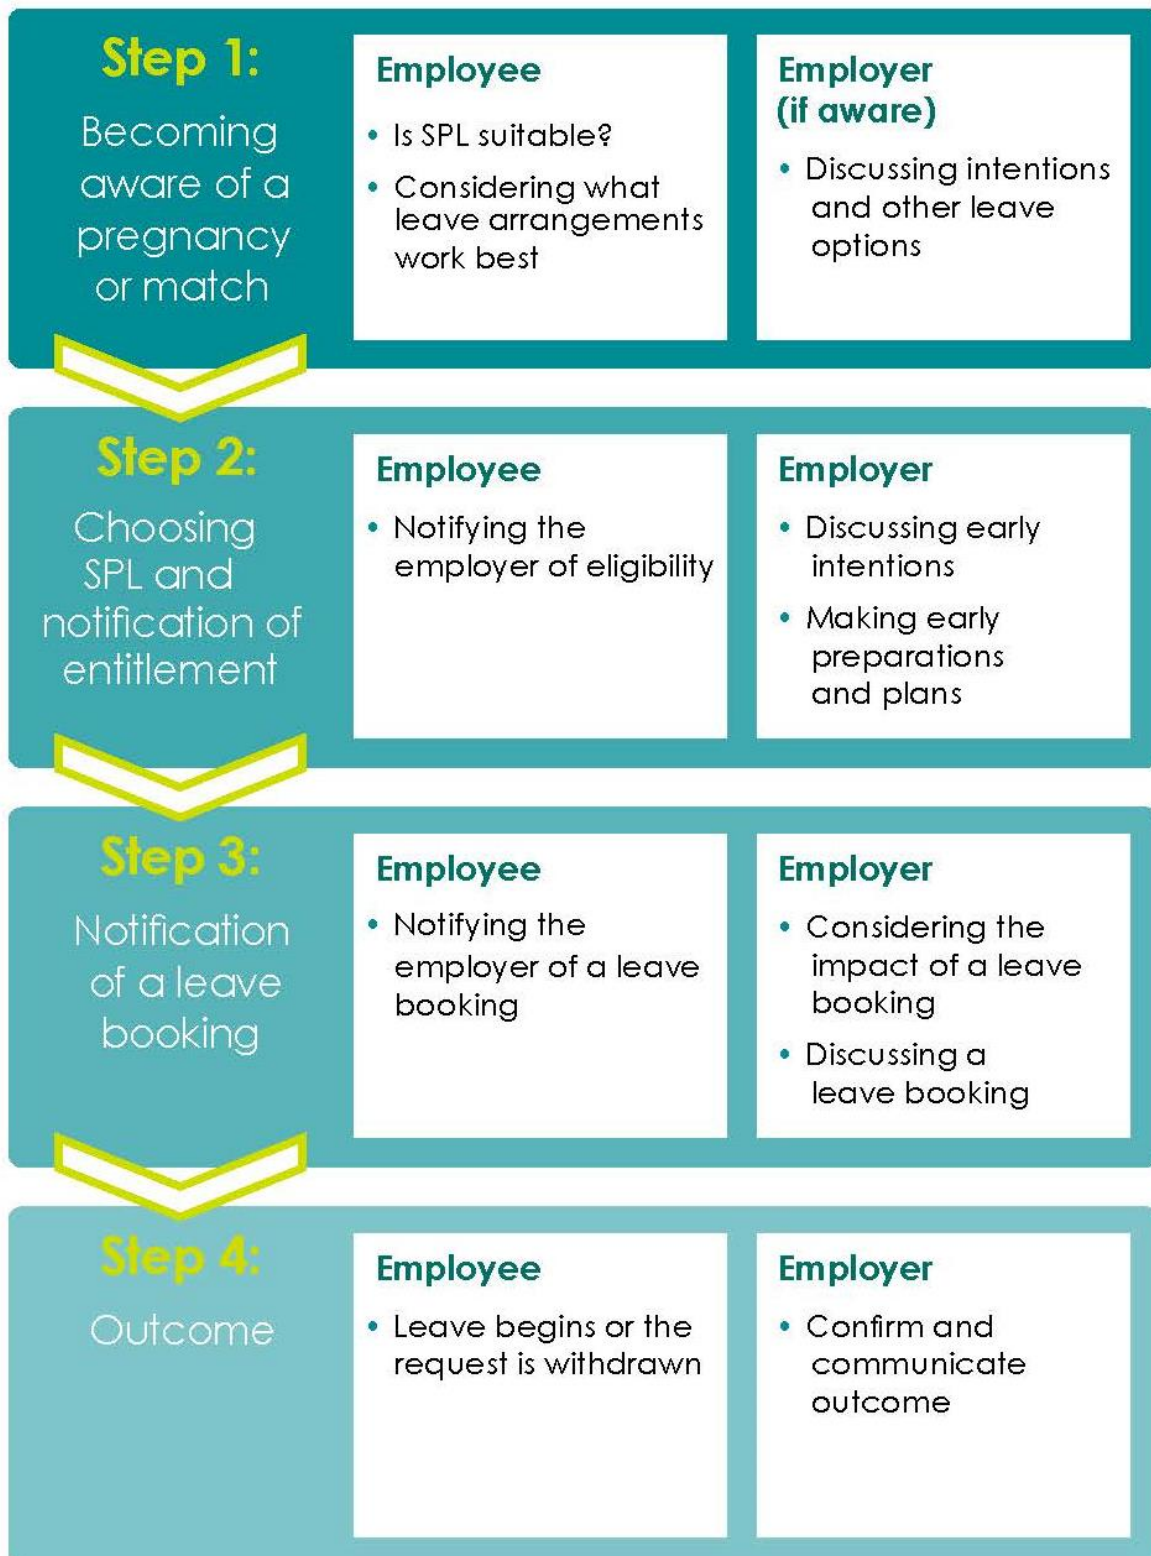 Step 1:
Becoming
aware of a
pregnancy
or match
Employee
• Is SPL suitable?
• Considering what
leave arrangements
work best
Employer
(if aware)
• Discussing intentions
and other leave
options
Step 2:
Choosing
SPL and
notification of
entitlement
Employee
• Notifying the
employer of eligibility
Employer
• Discussing early
intentions
• Making early
preparations
and plans
Step 3:
Notification
of a leave
booking
Employee
• Notifying the
employer of a leave
booking
Employer
• Considering the
impact of a leave
booking
• Discussing a
leave booking
Step 4:
Outcome
Employee
• Leave begins or the
request is withdrawn
Employer
• Confirm and
communicate
outcome